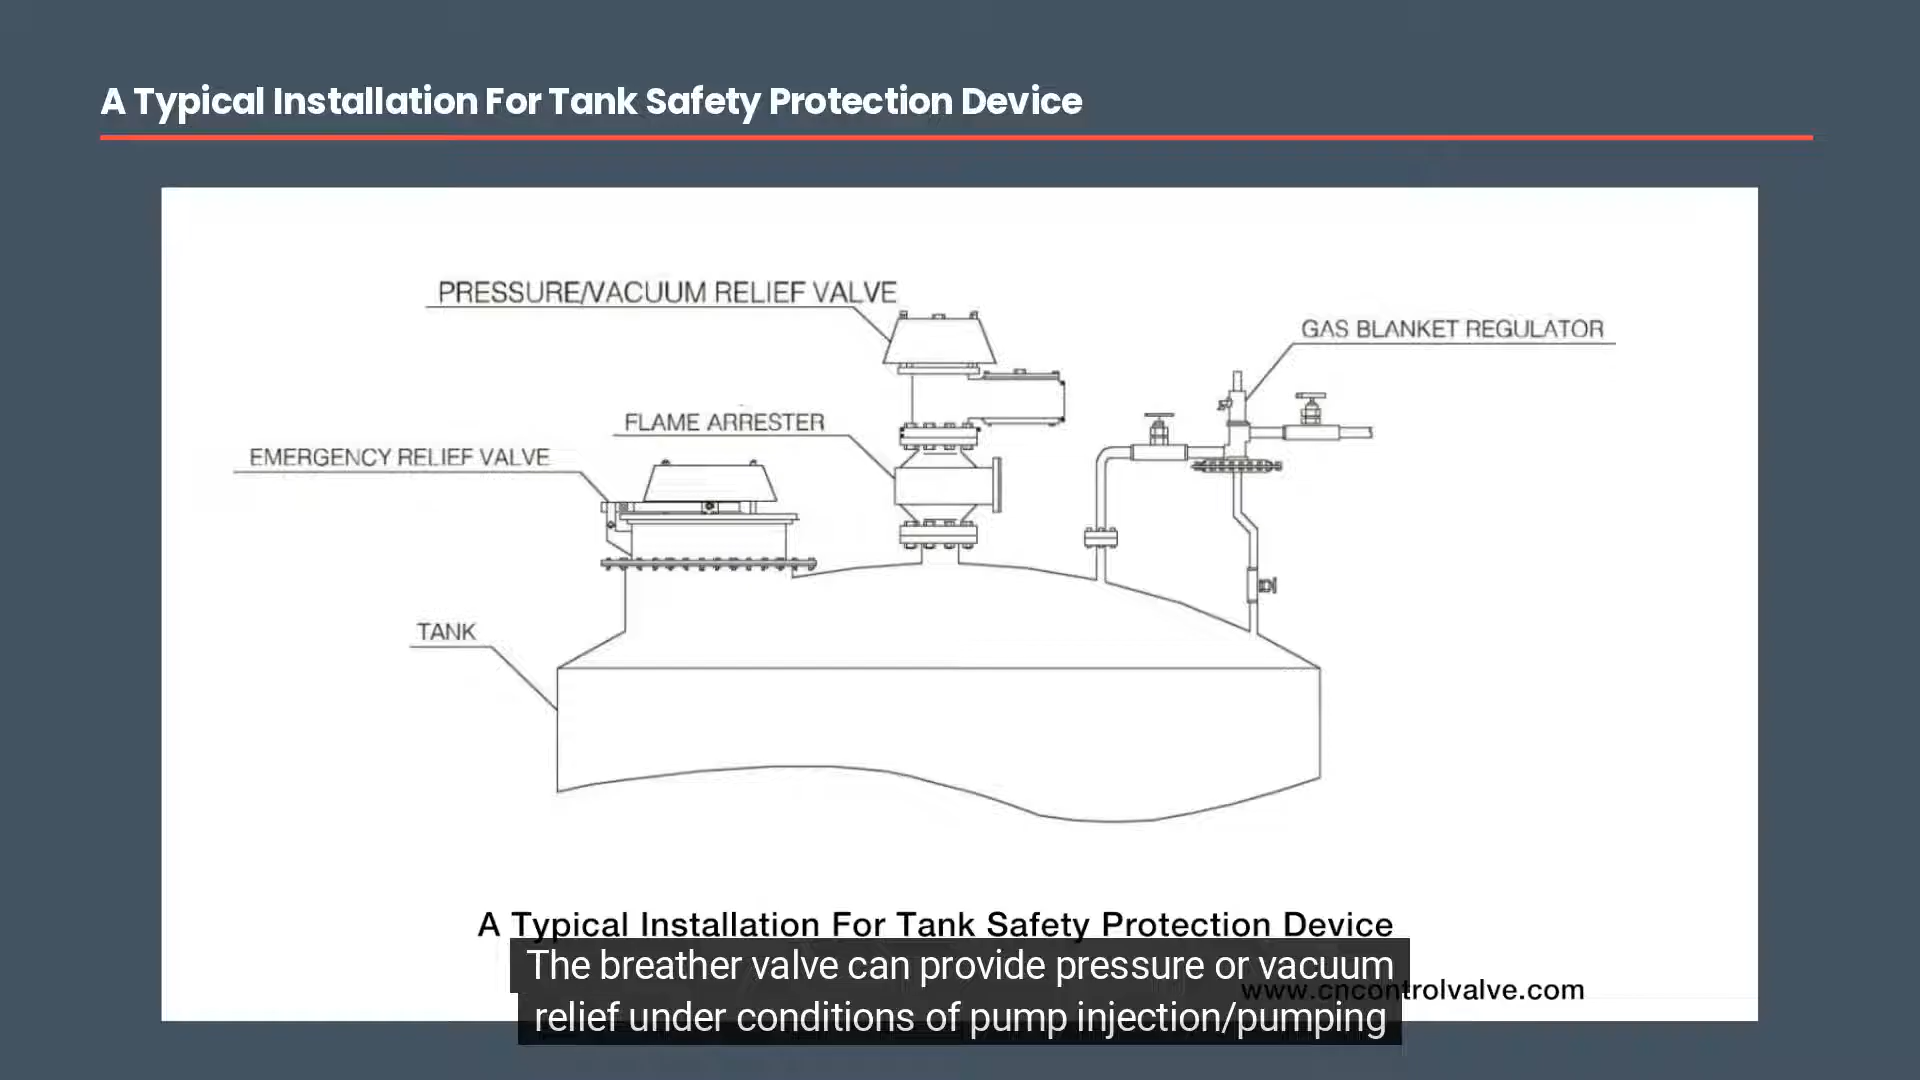 A Typical Installation For Tank Safety Protection Device
PRESSURE/VACUUM RELIEF VALVE
GAS BLANKET REGULATOR
FLAME ARRESTER
EMERGENCY RELIEF VALVE
TANK
A Typical Installation For Tank Safety Protection Device
The breather valve can provide pressure or vacuum
www.cncontrolvalve.com
relief under conditions of pump injection/pumping